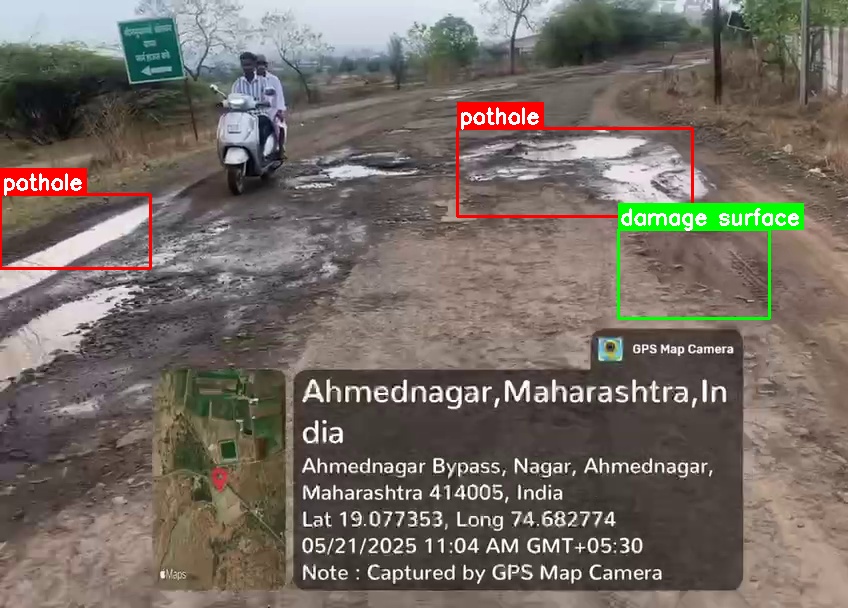 pothole
pothole
damage surface
GPS Map Camera
Ahmednagar,Maharashtra,In
dia
Ahmednagar Bypass, Nagar, Ahmednagar,
Maharashtra 414005, India
Lat 19.077353, Long 74.682774
05/21/2025 11:04 AM GMT+05:30
Note : Captured by GPS Map Camera
Maps